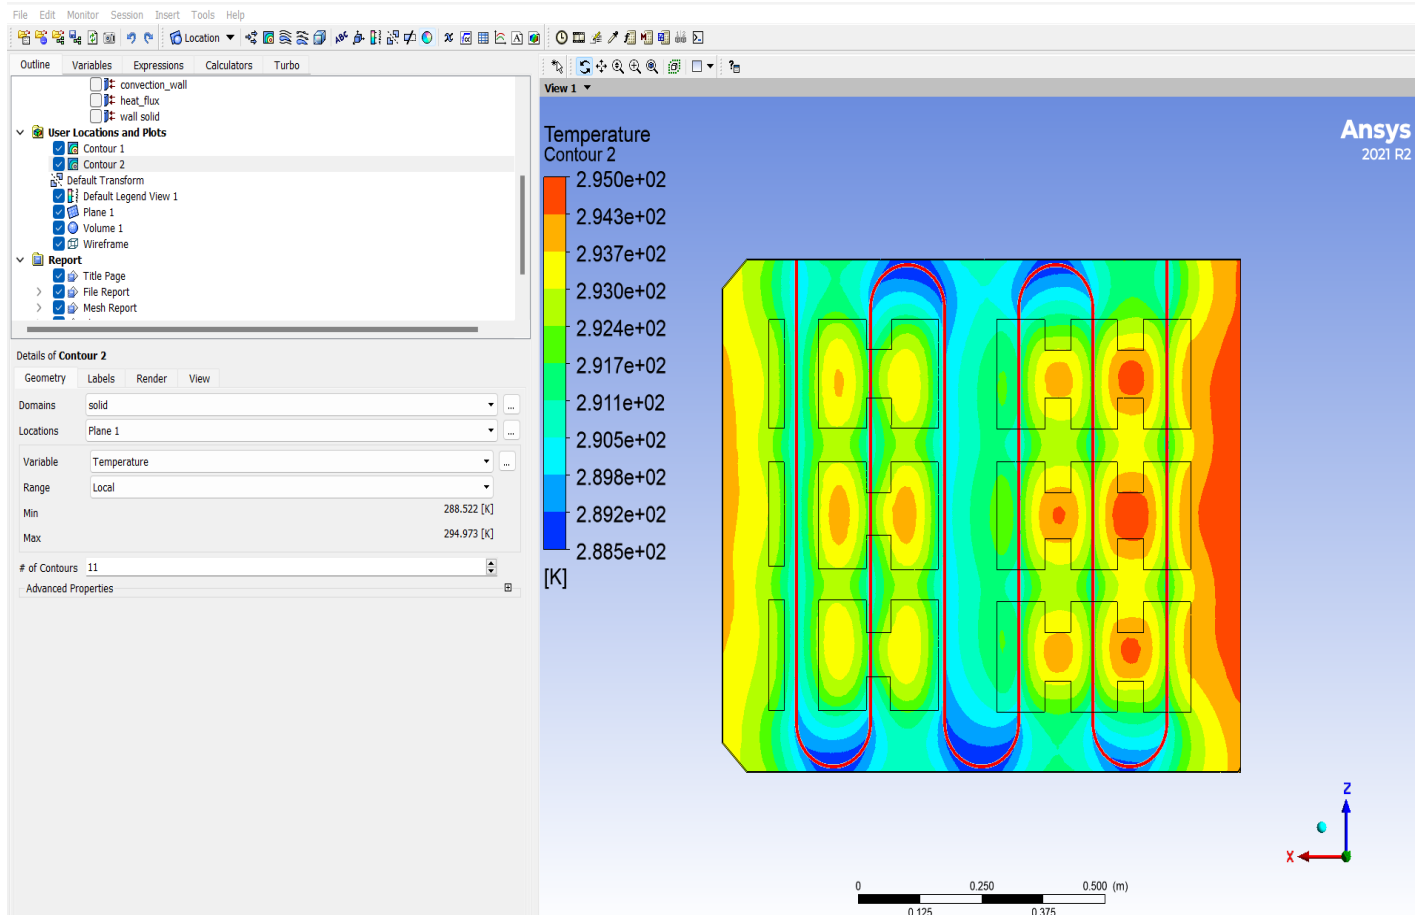 File Edit Monitor Session Insert Tools Help
Location
Outline Variables Expressions Calculators Turbo
convection_wall
heat_flux
wall solid
User Locations and Plots
Contour 1
Contour 2
Default Transform
Default Legend View 1
Plane 1
Volume 1
Wireframe
Report
Title Page
File Report
Mesh Report
Details of Contour 2
Geometry Labels Render View
Domains solid ...
Locations Plane 1 ...
Variable Temperature ...
Range Local
Min 288.522 [K]
Max 294.973 [K]
# of Contours 11
Advanced Properties
View 1
Temperature
Contour 2
2.950e+02
2.943e+02
2.937e+02
2.930e+02
2.924e+02
2.917e+02
2.911e+02
2.905e+02
2.898e+02
2.892e+02
2.885e+02
[K]
Ansys
2021 R2
Z
X
0 0.250 0.500 (m)
0.125 0.375